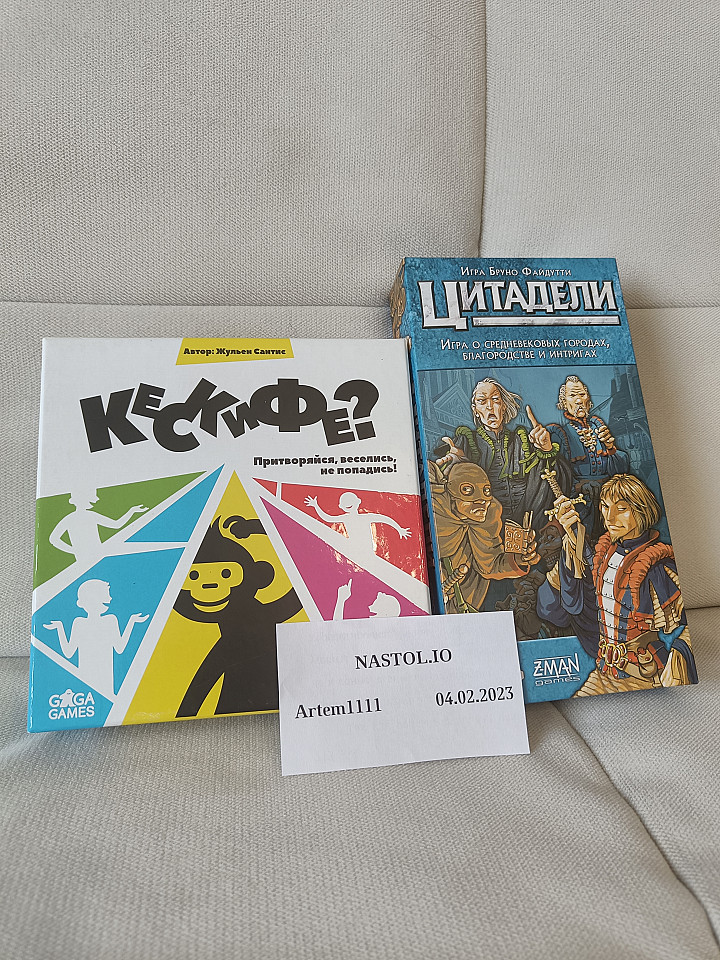 Автор: Жульен Сантис
КЕСКИФЕ?
Притворяйся, веселись,
не попадись!
GAGA
GAMES
Игра Бруно Файдутти
ЦИТАДЕЛИ
Игра о средневековых городах,
благородстве и интригах
Z-MAN
games
NASTOL.IO
Artem1111 04.02.2023